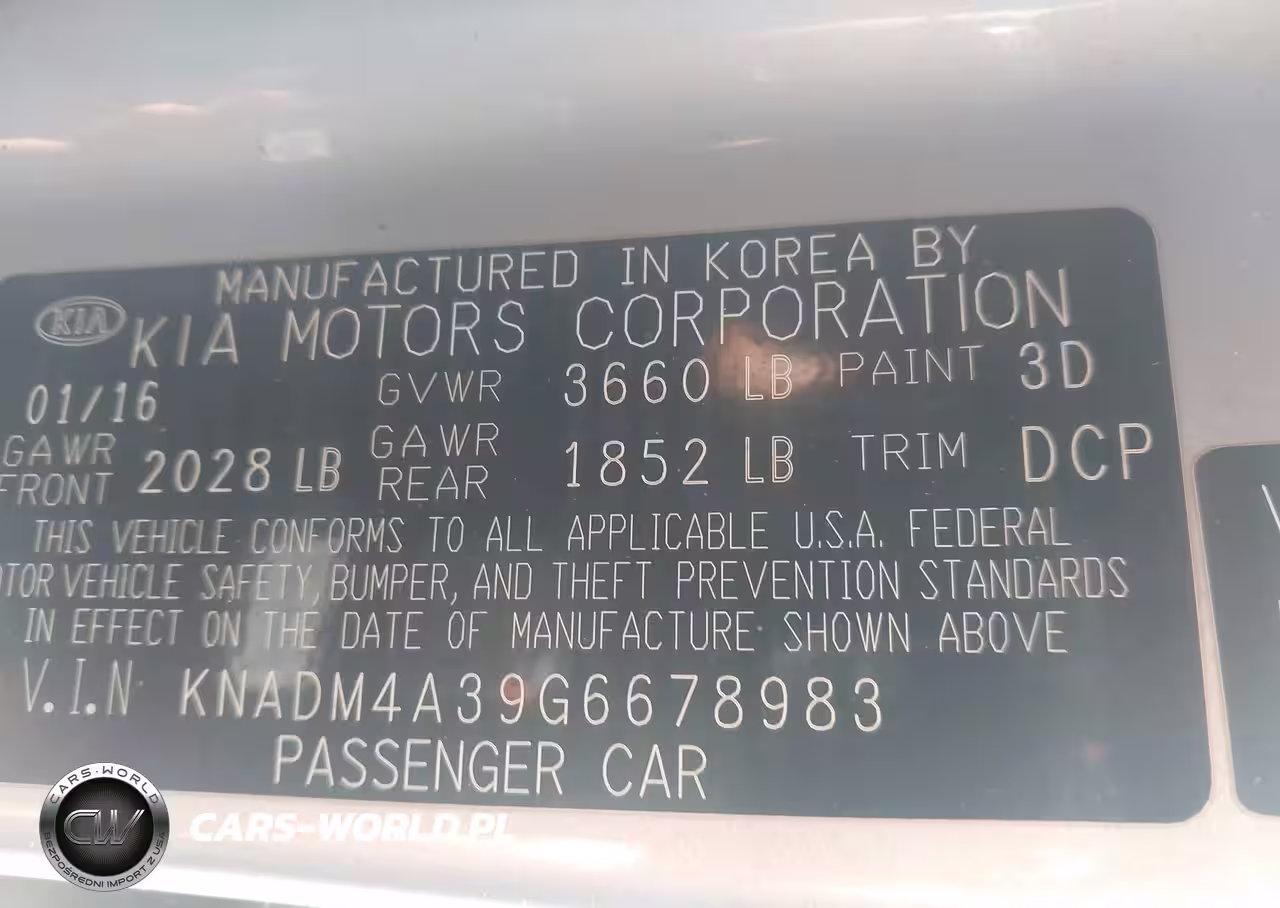 MANUFACTURED IN KOREA BY
KIA KIA MOTORS CORPORATION
01/16 GVWR 3660 LB PAINT 3D
GAWR FRONT 2028 LB GAWR REAR 1852 LB TRIM DCP
THIS VEHICLE CONFORMS TO ALL APPLICABLE U.S.A. FEDERAL
OTOR VEHICLE SAFETY, BUMPER, AND THEFT PREVENTION STANDARDS
IN EFFECT ON THE DATE OF MANUFACTURE SHOWN ABOVE
V.I.N KNADM4A39G6678983
PASSENGER CAR
CARS-WORLD
CW
BEZPOŚREDNI IMPORT Z USA
CARS-WORLD.PL